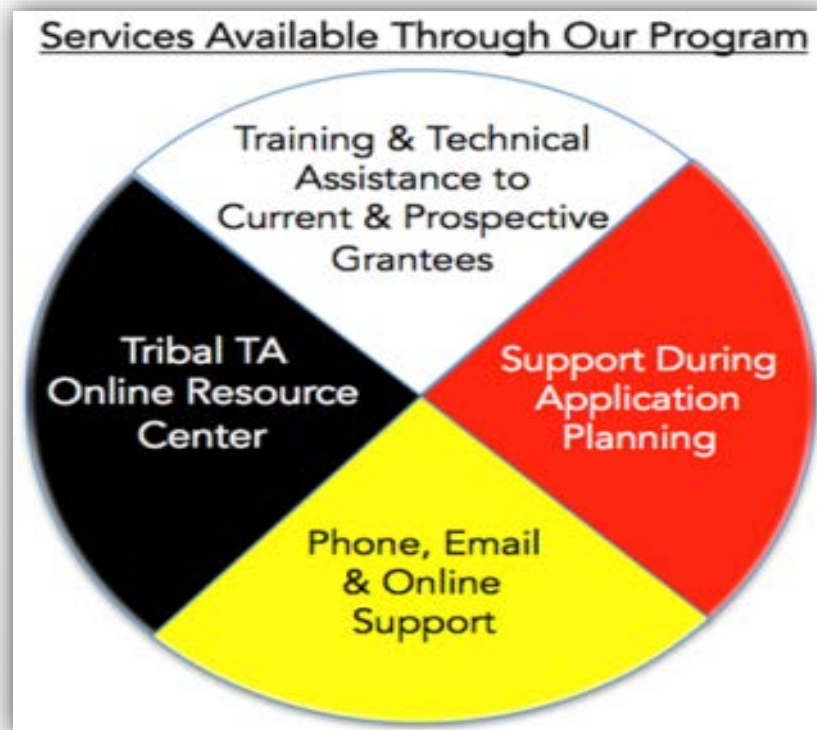 Services Available Through Our Program
Training & Technical
Assistance to
Current & Prospective
Grantees
Tribal TA
Online Resource
Center
Support During
Application
Planning
Phone, Email
& Online
Support